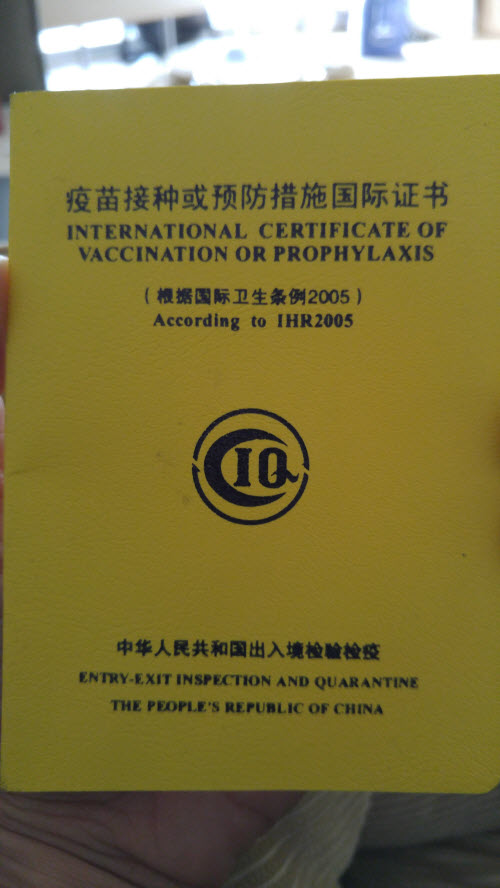 疫苗接种或预防措施国际证书
INTERNATIONAL CERTIFICATE OF
VACCINATION OR PROPHYLAXIS
(根据国际卫生条例2005)
According to IHR2005
CIQ
中华人民共和国出入境检验检疫
ENTRY-EXIT INSPECTION AND QUARANTINE
THE PEOPLE'S REPUBLIC OF CHINA